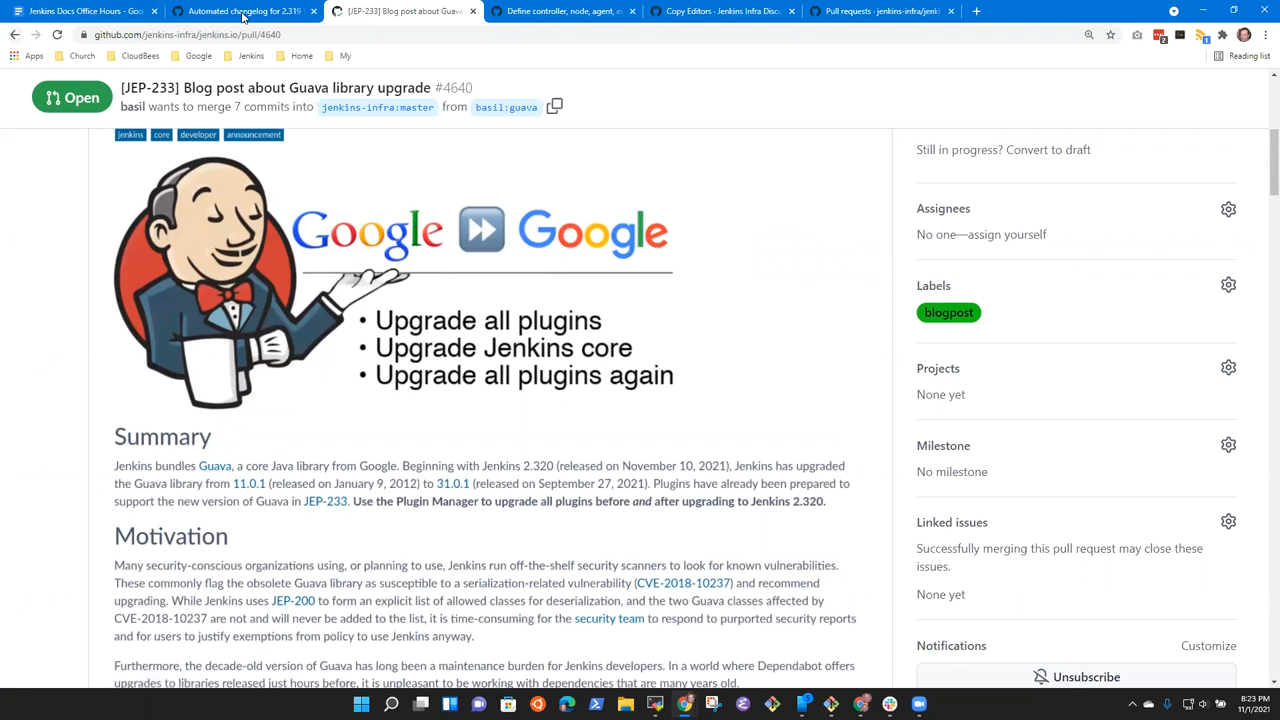 Jenkins Docs Office Hours - Goo
Automated changelog for 2.319
[JEP-233] Blog post about Guava
Define controller, node, agent, e
Copy Editors - Jenkins Infra Discu
Pull requests · jenkins-infra/jenki
github.com/jenkins-infra/jenkins.io/pull/4640
Apps
Church
CloudBees
Google
Jenkins
Home
My
Reading list
Open
[JEP-233] Blog post about Guava library upgrade #4640
basil wants to merge 7 commits into jenkins-infra:master from basil:guava
jenkins core developer announcement
Google Google
• Upgrade all plugins
• Upgrade Jenkins core
• Upgrade all plugins again
Summary
Jenkins bundles Guava, a core Java library from Google. Beginning with Jenkins 2.320 (released on November 10, 2021), Jenkins has upgraded
the Guava library from 11.0.1 (released on January 9, 2012) to 31.0.1 (released on September 27, 2021). Plugins have already been prepared to
support the new version of Guava in JEP-233. Use the Plugin Manager to upgrade all plugins before and after upgrading to Jenkins 2.320.
Motivation
Many security-conscious organizations using, or planning to use, Jenkins run off-the-shelf security scanners to look for known vulnerabilities.
These commonly flag the obsolete Guava library as susceptible to a serialization-related vulnerability (CVE-2018-10237) and recommend
upgrading. While Jenkins uses JEP-200 to form an explicit list of allowed classes for deserialization, and the two Guava classes affected by
CVE-2018-10237 are not and will never be added to the list, it is time-consuming for the security team to respond to purported security reports
and for users to justify exemptions from policy to use Jenkins anyway.
Furthermore, the decade-old version of Guava has long been a maintenance burden for Jenkins developers. In a world where Dependabot offers
upgrades to libraries released just hours before, it is unpleasant to be working with dependencies that are many years old.
Still in progress? Convert to draft
Assignees
No one—assign yourself
Labels
blogpost
Projects
None yet
Milestone
No milestone
Linked issues
Successfully merging this pull request may close these
issues.
None yet
Notifications
Customize
Unsubscribe
8:23 PM
11/1/2021